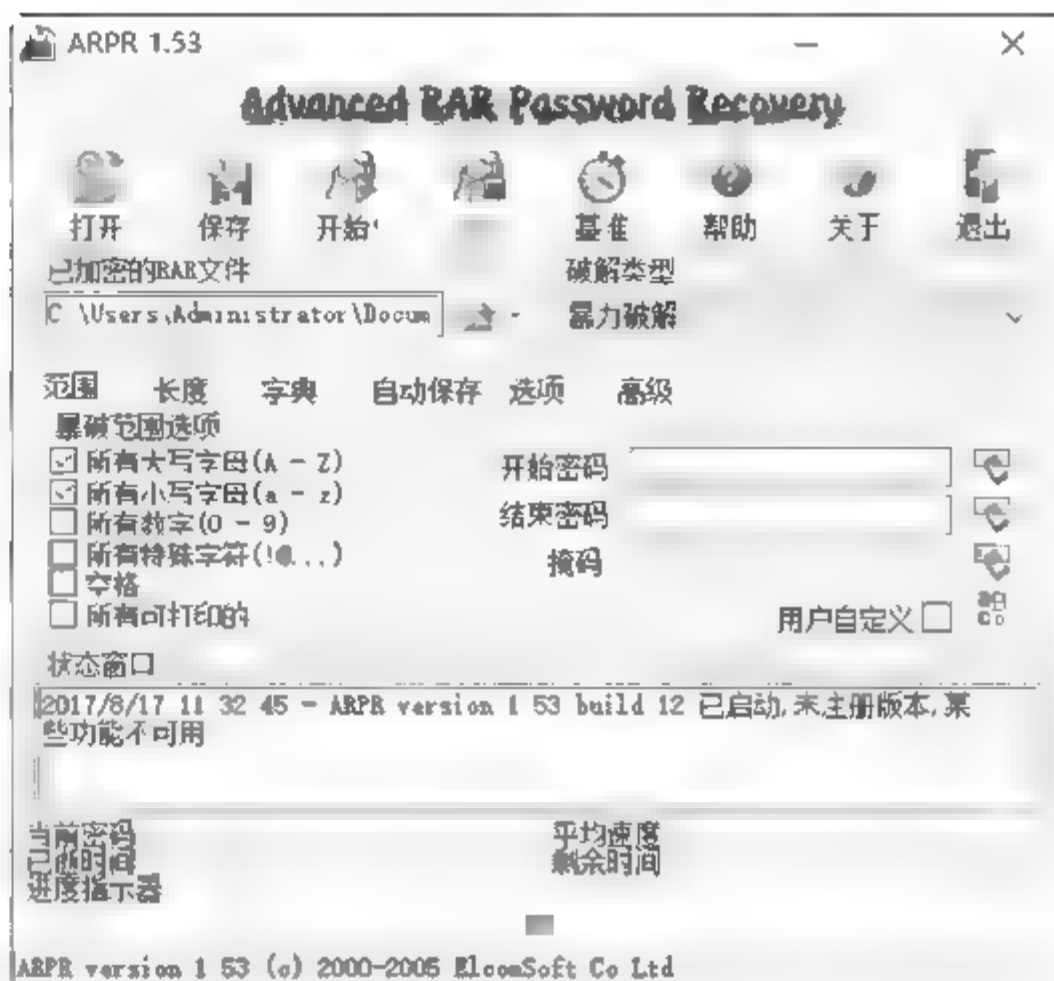 ARPR 1.53
Advanced RAR Password Recovery
打开 保存 开始! 基准 帮助 关于 退出
已加密的RAR文件 破解类型
C \Users\Administrator\Docum 暴力破解
范围 长度 字典 自动保存 选项 高级
暴破范围选项
所有大写字母(A - Z) 开始密码
所有小写字母(a - z) 结束密码
所有数字(0 - 9)
所有特殊字符(!@...) 掩码
空格
所有可打印的 用户自定义
状态窗口
2017/8/17 11 32 45 - ARPR version 1 53 build 12 已启动,未注册版本,某
些功能不可用
当前密码 平均速度
剩余时间
进度指示器
ARPR version 1 53 (c) 2000-2005 ElcomSoft Co Ltd